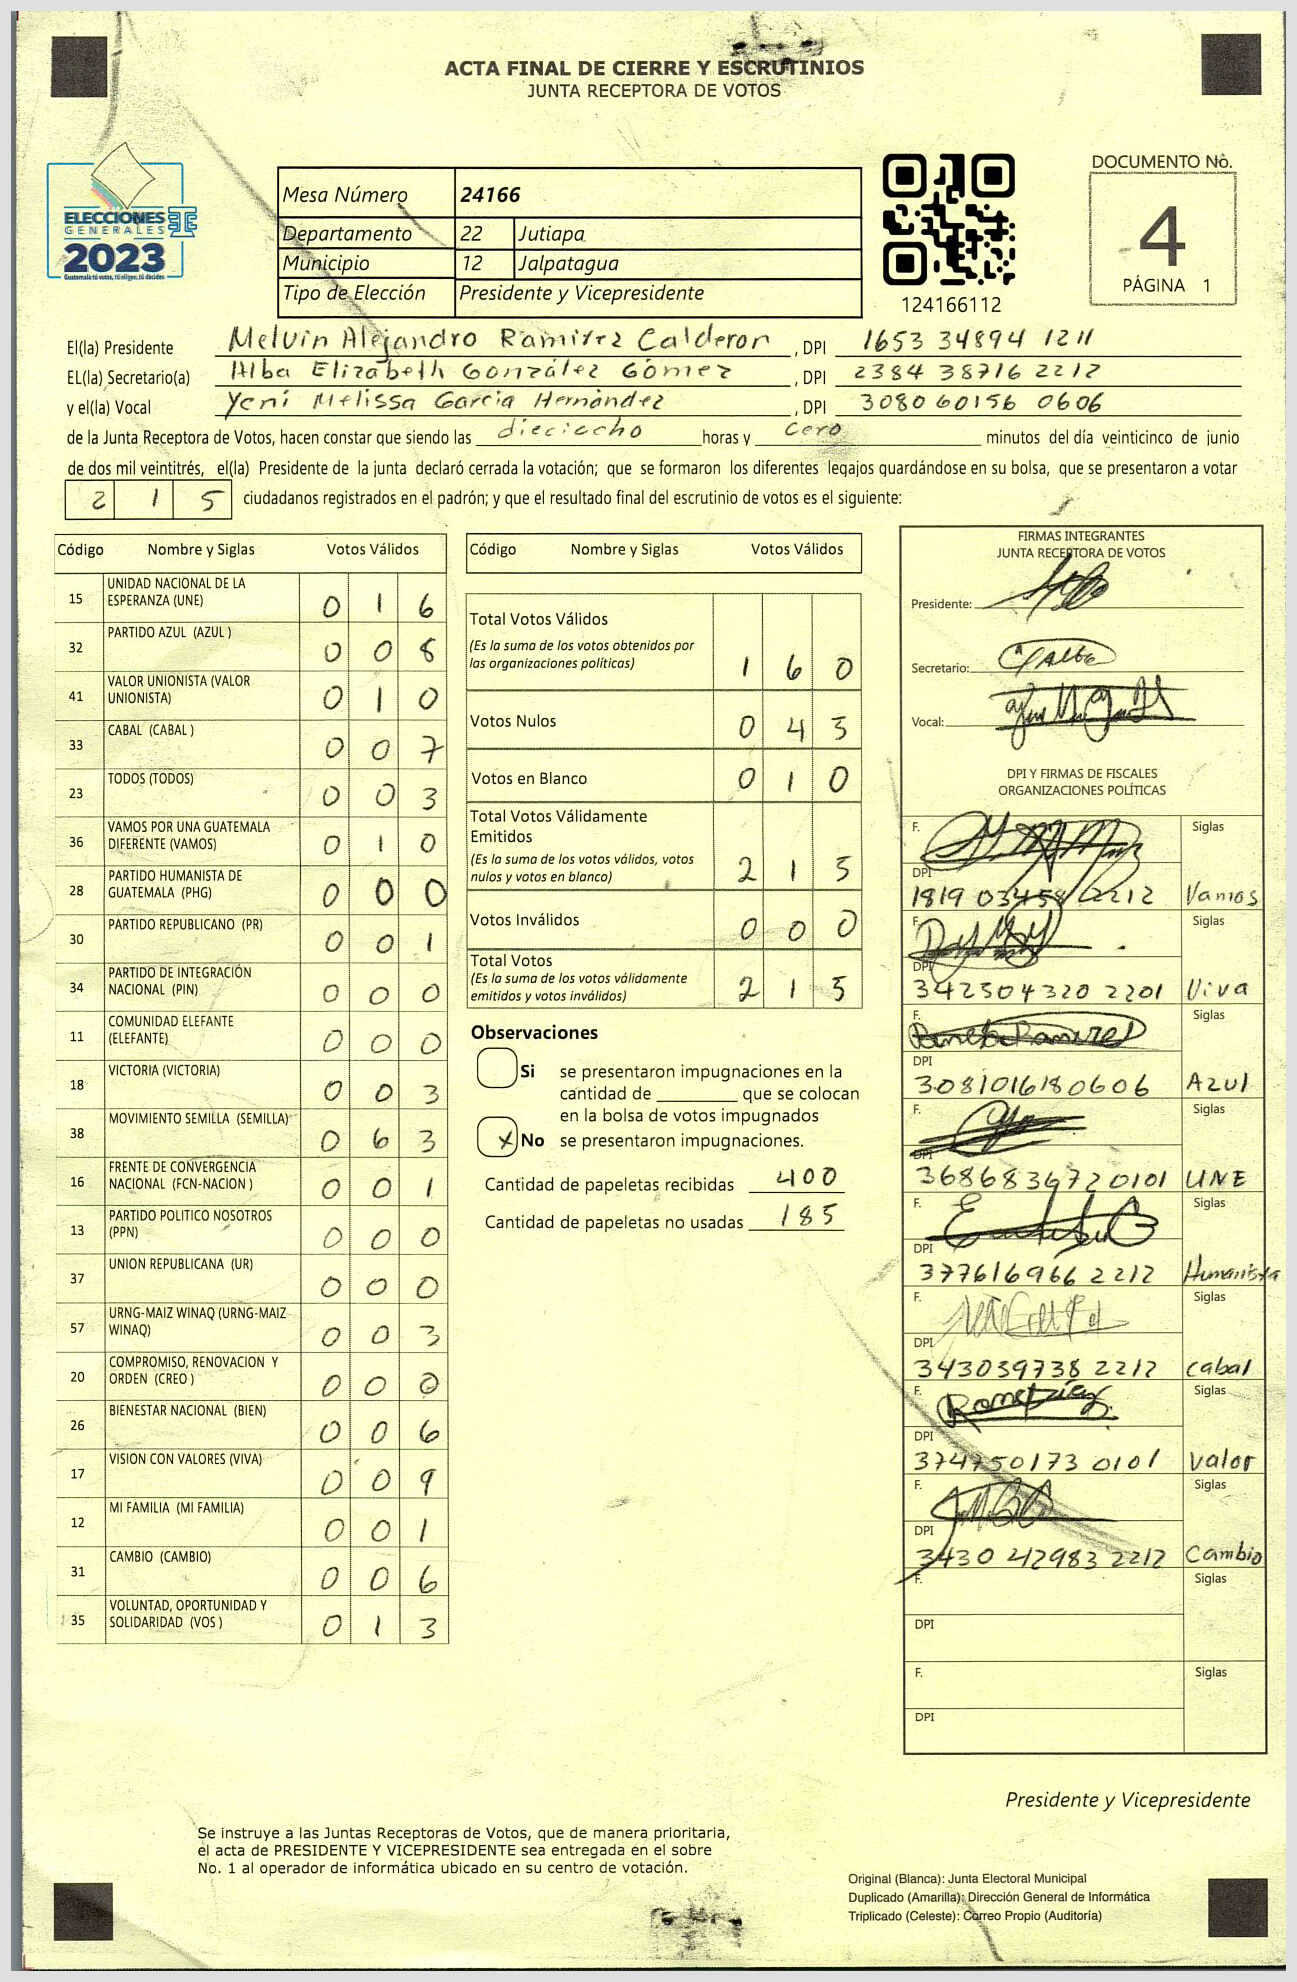 ACTA FINAL DE CIERRE Y ESCRUTINIOS
JUNTA RECEPTORA DE VOTOS
ELECCIONES
GENERALES
2023
Guatemala: tú votas, tú eliges, tú decides
Mesa Número 24166
Departamento 22 Jutiapa
Municipio 12 Jalpatagua
Tipo de Elección Presidente y Vicepresidente
124166112
DOCUMENTO No.
4
PÁGINA 1
El(la) Presidente Melvin Alejandro Ramirez Calderon , DPI 1653 34894 1211
EL(la) Secretario(a) Alba Elizabeth González Gómez , DPI 2384 38716 2212
y el(la) Vocal Yeni Melissa Garcia Hernández , DPI 3080 60156 0606
de la Junta Receptora de Votos, hacen constar que siendo las dieciocho horas y cero minutos del día veinticinco de junio
de dos mil veintitrés, el(la) Presidente de la junta declaró cerrada la votación; que se formaron los diferentes legajos guardándose en su bolsa, que se presentaron a votar
2 1 5 ciudadanos registrados en el padrón; y que el resultado final del escrutinio de votos es el siguiente:
Código Nombre y Siglas Votos Válidos
15 UNIDAD NACIONAL DE LA ESPERANZA (UNE) 0 1 6
32 PARTIDO AZUL (AZUL ) 0 0 8
41 VALOR UNIONISTA (VALOR UNIONISTA) 0 1 0
33 CABAL (CABAL ) 0 0 7
23 TODOS (TODOS) 0 0 3
36 VAMOS POR UNA GUATEMALA DIFERENTE (VAMOS) 0 1 0
28 PARTIDO HUMANISTA DE GUATEMALA (PHG) 0 0 0
30 PARTIDO REPUBLICANO (PR) 0 0 1
34 PARTIDO DE INTEGRACIÓN NACIONAL (PIN) 0 0 0
11 COMUNIDAD ELEFANTE (ELEFANTE) 0 0 0
18 VICTORIA (VICTORIA) 0 0 3
38 MOVIMIENTO SEMILLA (SEMILLA) 0 6 3
16 FRENTE DE CONVERGENCIA NACIONAL (FCN-NACION ) 0 0 1
13 PARTIDO POLITICO NOSOTROS (PPN) 0 0 0
37 UNION REPUBLICANA (UR) 0 0 0
57 URNG-MAIZ WINAQ (URNG-MAIZ WINAQ) 0 0 3
20 COMPROMISO, RENOVACION Y ORDEN (CREO ) 0 0 0
26 BIENESTAR NACIONAL (BIEN) 0 0 6
17 VISION CON VALORES (VIVA) 0 0 9
12 MI FAMILIA (MI FAMILIA) 0 0 1
31 CAMBIO (CAMBIO) 0 0 6
35 VOLUNTAD, OPORTUNIDAD Y SOLIDARIDAD (VOS ) 0 1 3
Código Nombre y Siglas Votos Válidos
Total Votos Válidos
(Es la suma de los votos obtenidos por
las organizaciones políticas) 1 6 0
Votos Nulos 0 4 5
Votos en Blanco 0 1 0
Total Votos Válidamente
Emitidos
(Es la suma de los votos válidos, votos
nulos y votos en blanco) 2 1 5
Votos Inválidos 0 0 0
Total Votos
(Es la suma de los votos válidamente
emitidos y votos inválidos) 2 1 5
Observaciones
Si se presentaron impugnaciones en la
cantidad de ________ que se colocan
en la bolsa de votos impugnados
x No se presentaron impugnaciones.
Cantidad de papeletas recibidas 400
Cantidad de papeletas no usadas 185
FIRMAS INTEGRANTES
JUNTA RECEPTORA DE VOTOS
Presidente:
Secretario:
Vocal:
DPI Y FIRMAS DE FISCALES
ORGANIZACIONES POLÍTICAS
F. Siglas
DPI
1819 03458 2212 Vamos
F. Siglas
DPI
342504320 2201 Viva
F. Siglas
DPI
3081016180606 Azul
F. Siglas
DPI
3686836720101 UNE
F. Siglas
DPI
377616966 2212 Humanista
F. Siglas
DPI
343039738 2212 cabal
F. Siglas
DPI
374750173 0101 Valor
F. Siglas
DPI
3430 42983 2212 Cambio
F. Siglas
DPI
F. Siglas
DPI
Presidente y Vicepresidente
Se instruye a las Juntas Receptoras de Votos, que de manera prioritaria,
el acta de PRESIDENTE Y VICEPRESIDENTE sea entregada en el sobre
No. 1 al operador de informática ubicado en su centro de votación.
Original (Blanca): Junta Electoral Municipal
Duplicado (Amarilla): Dirección General de Informática
Triplicado (Celeste): Correo Propio (Auditoría)